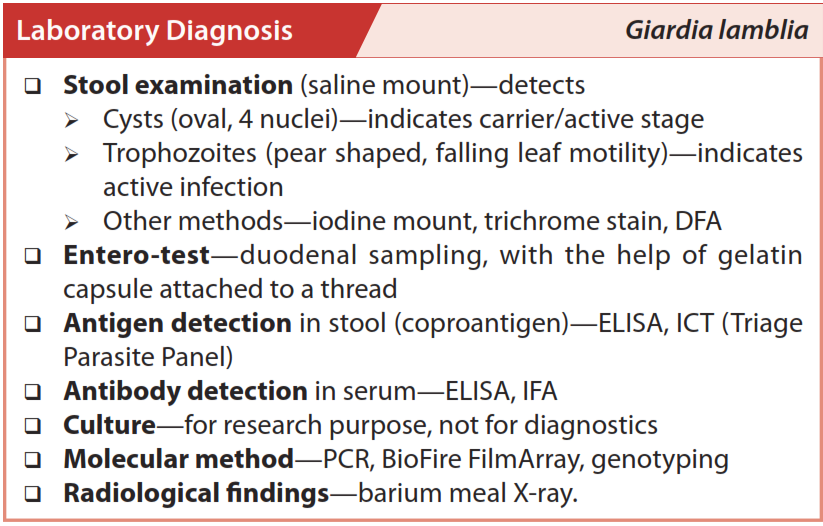 Laboratory Diagnosis Giardia lamblia
❑ Stool examination (saline mount)—detects
➢ Cysts (oval, 4 nuclei)—indicates carrier/active stage
➢ Trophozoites (pear shaped, falling leaf motility)—indicates
active infection
➢ Other methods—iodine mount, trichrome stain, DFA
❑ Entero-test—duodenal sampling, with the help of gelatin
capsule attached to a thread
❑ Antigen detection in stool (coproantigen)—ELISA, ICT (Triage
Parasite Panel)
❑ Antibody detection in serum—ELISA, IFA
❑ Culture—for research purpose, not for diagnostics
❑ Molecular method—PCR, BioFire FilmArray, genotyping
❑ Radiological findings—barium meal X-ray.